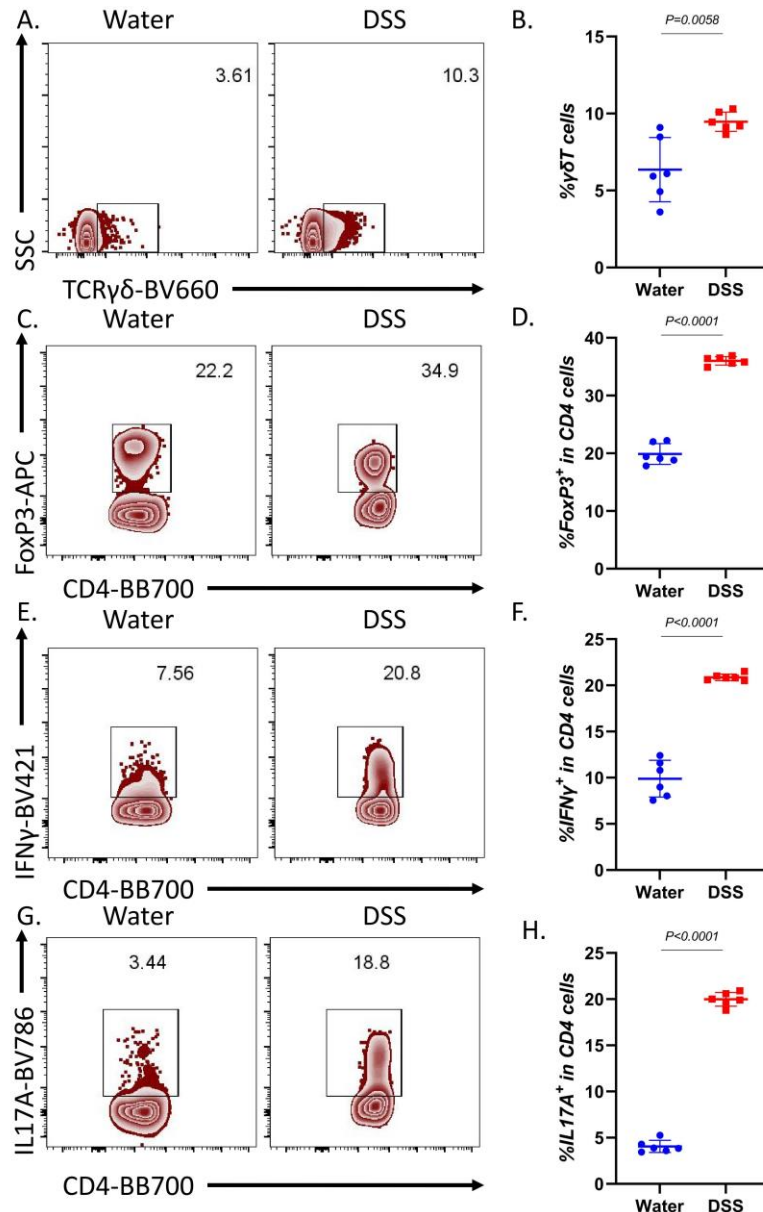 A.
Water
DSS
3.61
10.3
SSC
TCRγδ-BV660
B.
P=0.0058
15
10
5
0
%γδT cells
Water
DSS
C.
Water
DSS
22.2
34.9
FoxP3-APC
CD4-BB700
D.
P<0.0001
40
30
20
10
0
%FoxP3+ in CD4 cells
Water
DSS
E.
Water
DSS
7.56
20.8
IFNγ-BV421
CD4-BB700
F.
P<0.0001
25
20
15
10
5
0
%IFNγ+ in CD4 cells
Water
DSS
G.
Water
DSS
3.44
18.8
IL17A-BV786
CD4-BB700
H.
P<0.0001
25
20
15
10
5
0
%IL17A+ in CD4 cells
Water
DSS